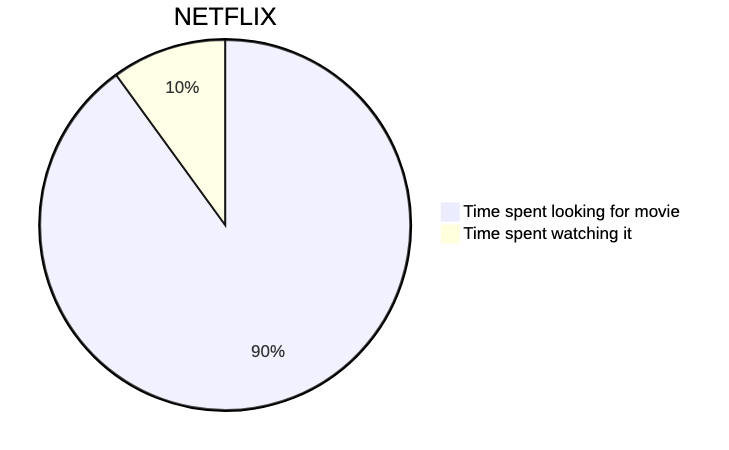 NETFLIX
10%
90%
Time spent looking for movie
Time spent watching it